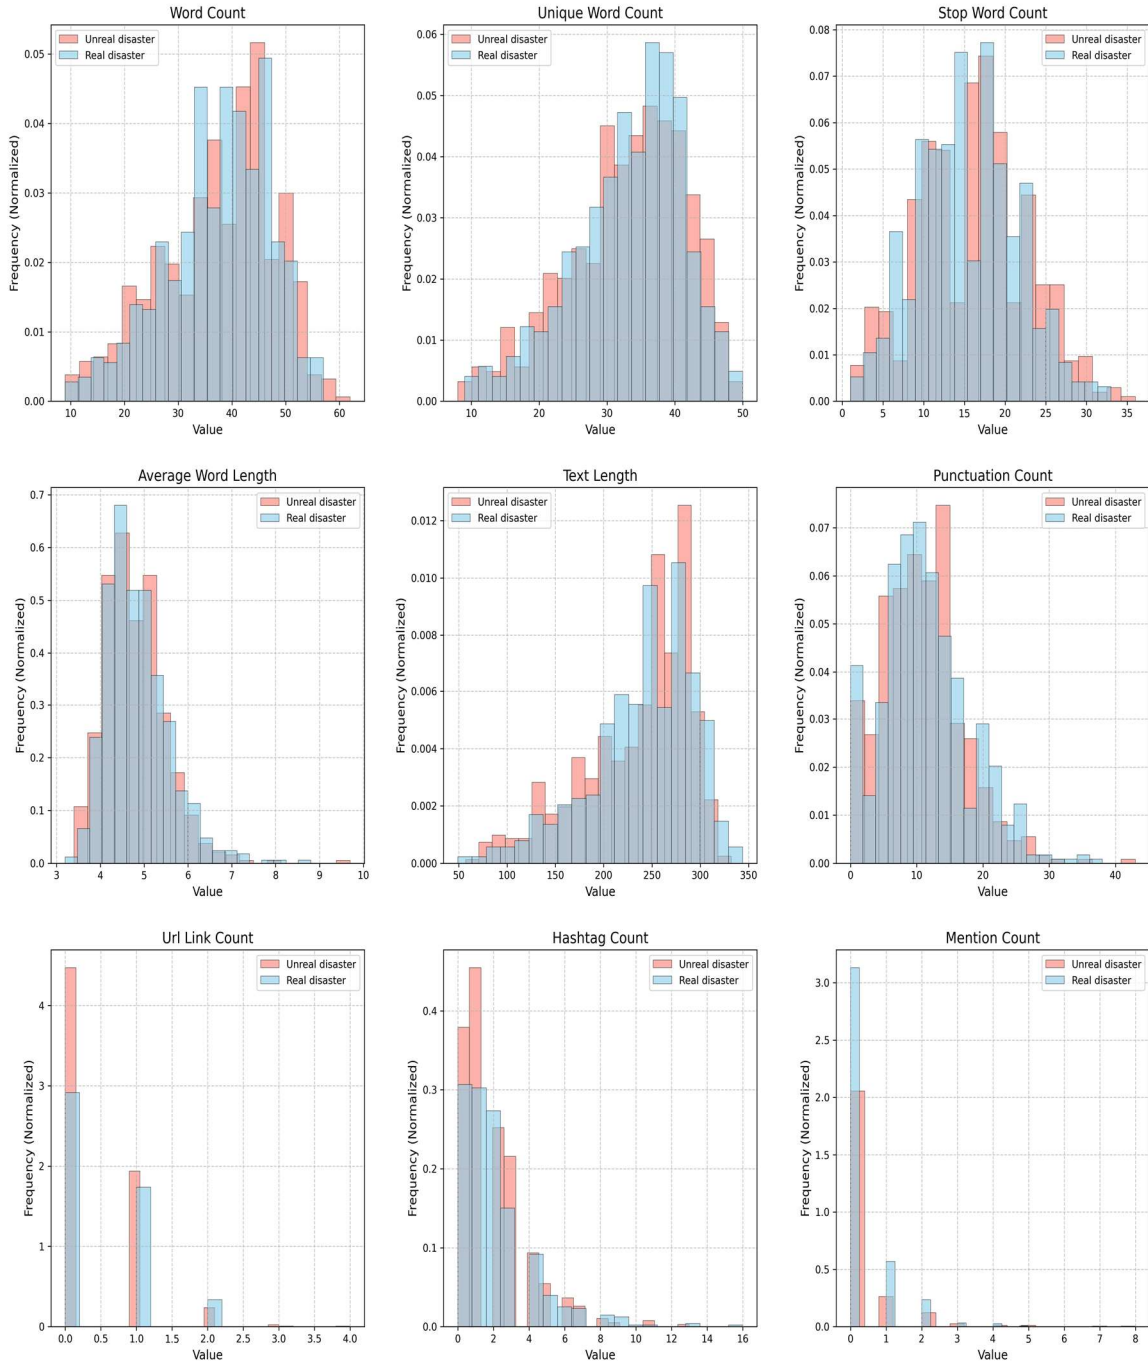 Word Count
Unreal disaster
Real disaster
Frequency (Normalized)
0.00
0.01
0.02
0.03
0.04
0.05
10 20 30 40 50 60
Value
Unique Word Count
Unreal disaster
Real disaster
Frequency (Normalized)
0.06
0.05
0.04
0.03
0.02
0.01
0.00
10 20 30 40 50
Value
Stop Word Count
Unreal disaster
Real disaster
Frequency (Normalized)
0.08
0.07
0.06
0.05
0.04
0.03
0.02
0.01
0.00
0 5 10 15 20 25 30 35
Value
Average Word Length
Unreal disaster
Real disaster
Frequency (Normalized)
0.7
0.6
0.5
0.4
0.3
0.2
0.1
0.0
3 4 5 6 7 8 9 10
Value
Text Length
Unreal disaster
Real disaster
Frequency (Normalized)
0.012
0.010
0.008
0.006
0.004
0.002
0.000
50 100 150 200 250 300 350
Value
Punctuation Count
Unreal disaster
Real disaster
Frequency (Normalized)
0.07
0.06
0.05
0.04
0.03
0.02
0.01
0.00
0 10 20 30 40
Value
Url Link Count
Unreal disaster
Real disaster
Frequency (Normalized)
4
3
2
1
0
0.0 0.5 1.0 1.5 2.0 2.5 3.0 3.5 4.0
Value
Hashtag Count
Unreal disaster
Real disaster
Frequency (Normalized)
0.4
0.3
0.2
0.1
0.0
0 2 4 6 8 10 12 14 16
Value
Mention Count
Unreal disaster
Real disaster
Frequency (Normalized)
3.0
2.5
2.0
1.5
1.0
0.5
0.0
0 1 2 3 4 5 6 7 8
Value